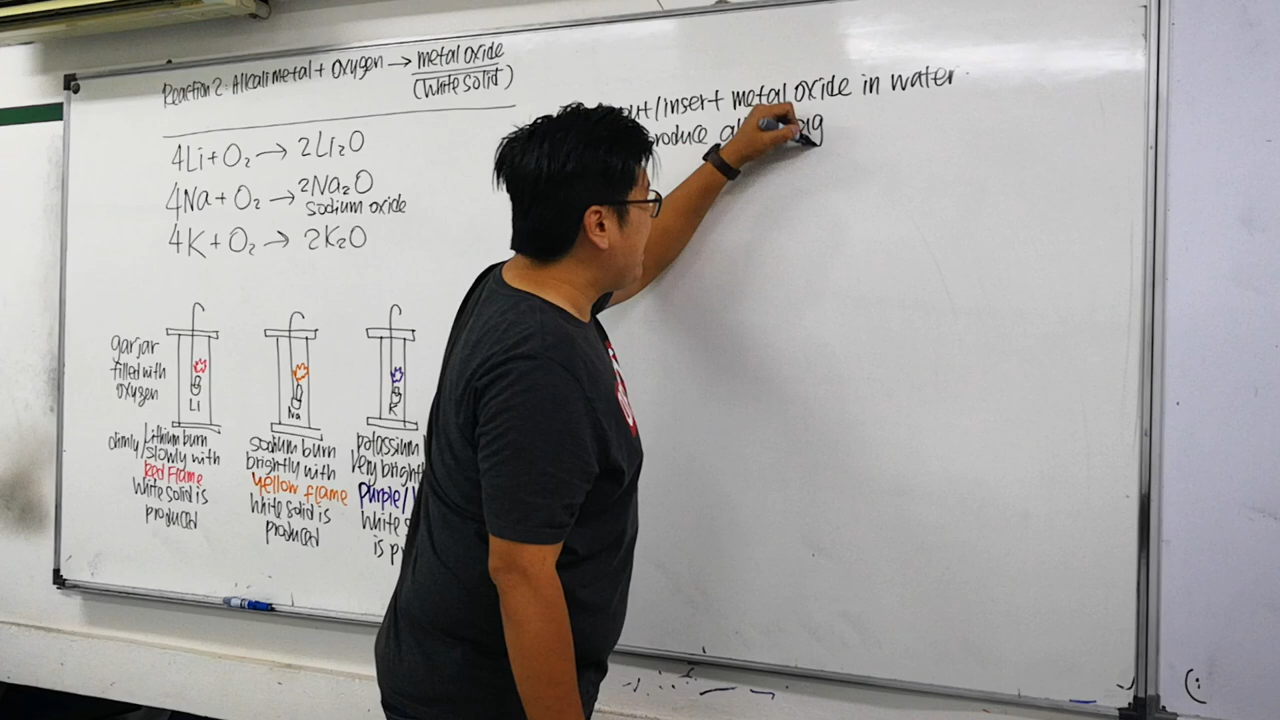 Reaction 2: Alkali metal + Oxygen → metal oxide
(White solid)
4Li + O₂ → 2Li₂O
4Na + O₂ → 2Na₂O
sodium oxide
4K + O₂ → 2K₂O
put/insert metal oxide in water
produce
garjar
filled with
oxygen
Li
Na
K
Lithium burn
dimly/slowly with
Red Flame
White solid is
produced
sodium burn
brightly with
Yellow flame
White solid is
produced
potassium
very bright
purple/
White
is